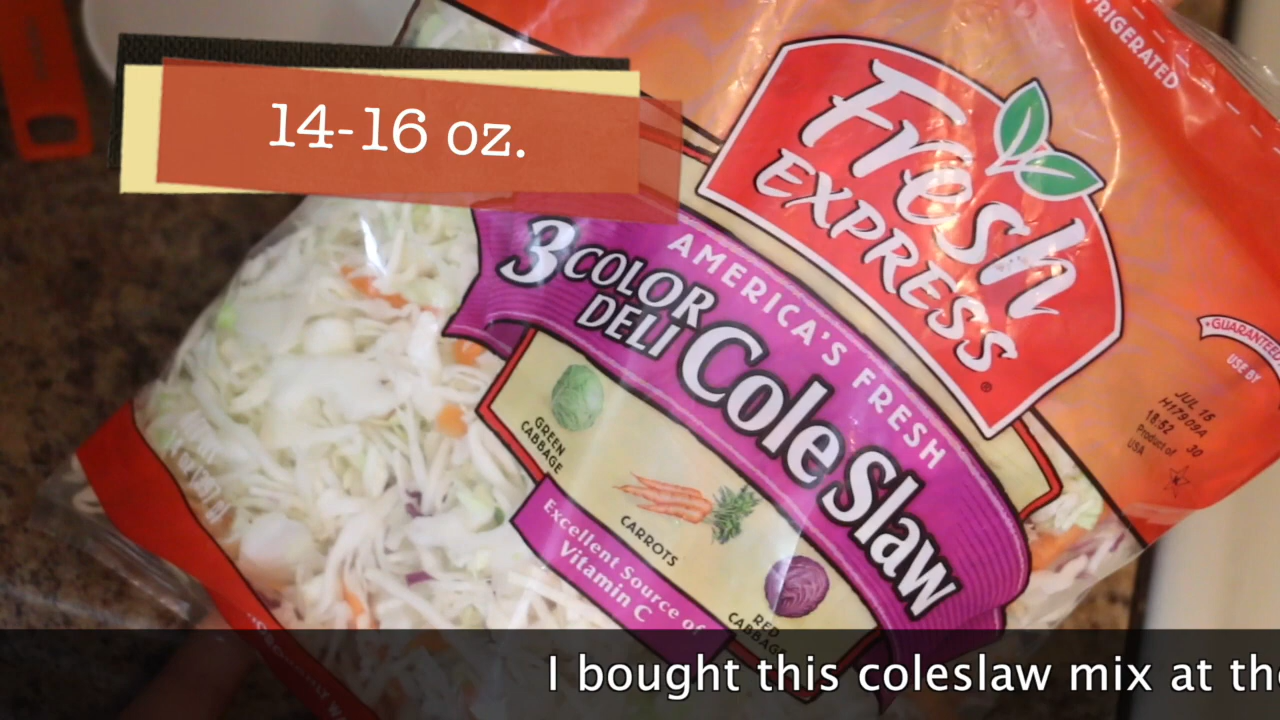 14-16 oz.
REFRIGERATED
Fresh
EXPRESS®
AMERICA'S FRESH
3 COLOR
DELI
Cole Slaw
GREEN
CABBAGE
CARROTS
RED
CABBAGE
Excellent Source of
Vitamin C
GUARANTEED
USE BY
JUL 15
H17909A
18:52 30
Product of
USA
I bought this coleslaw mix at the